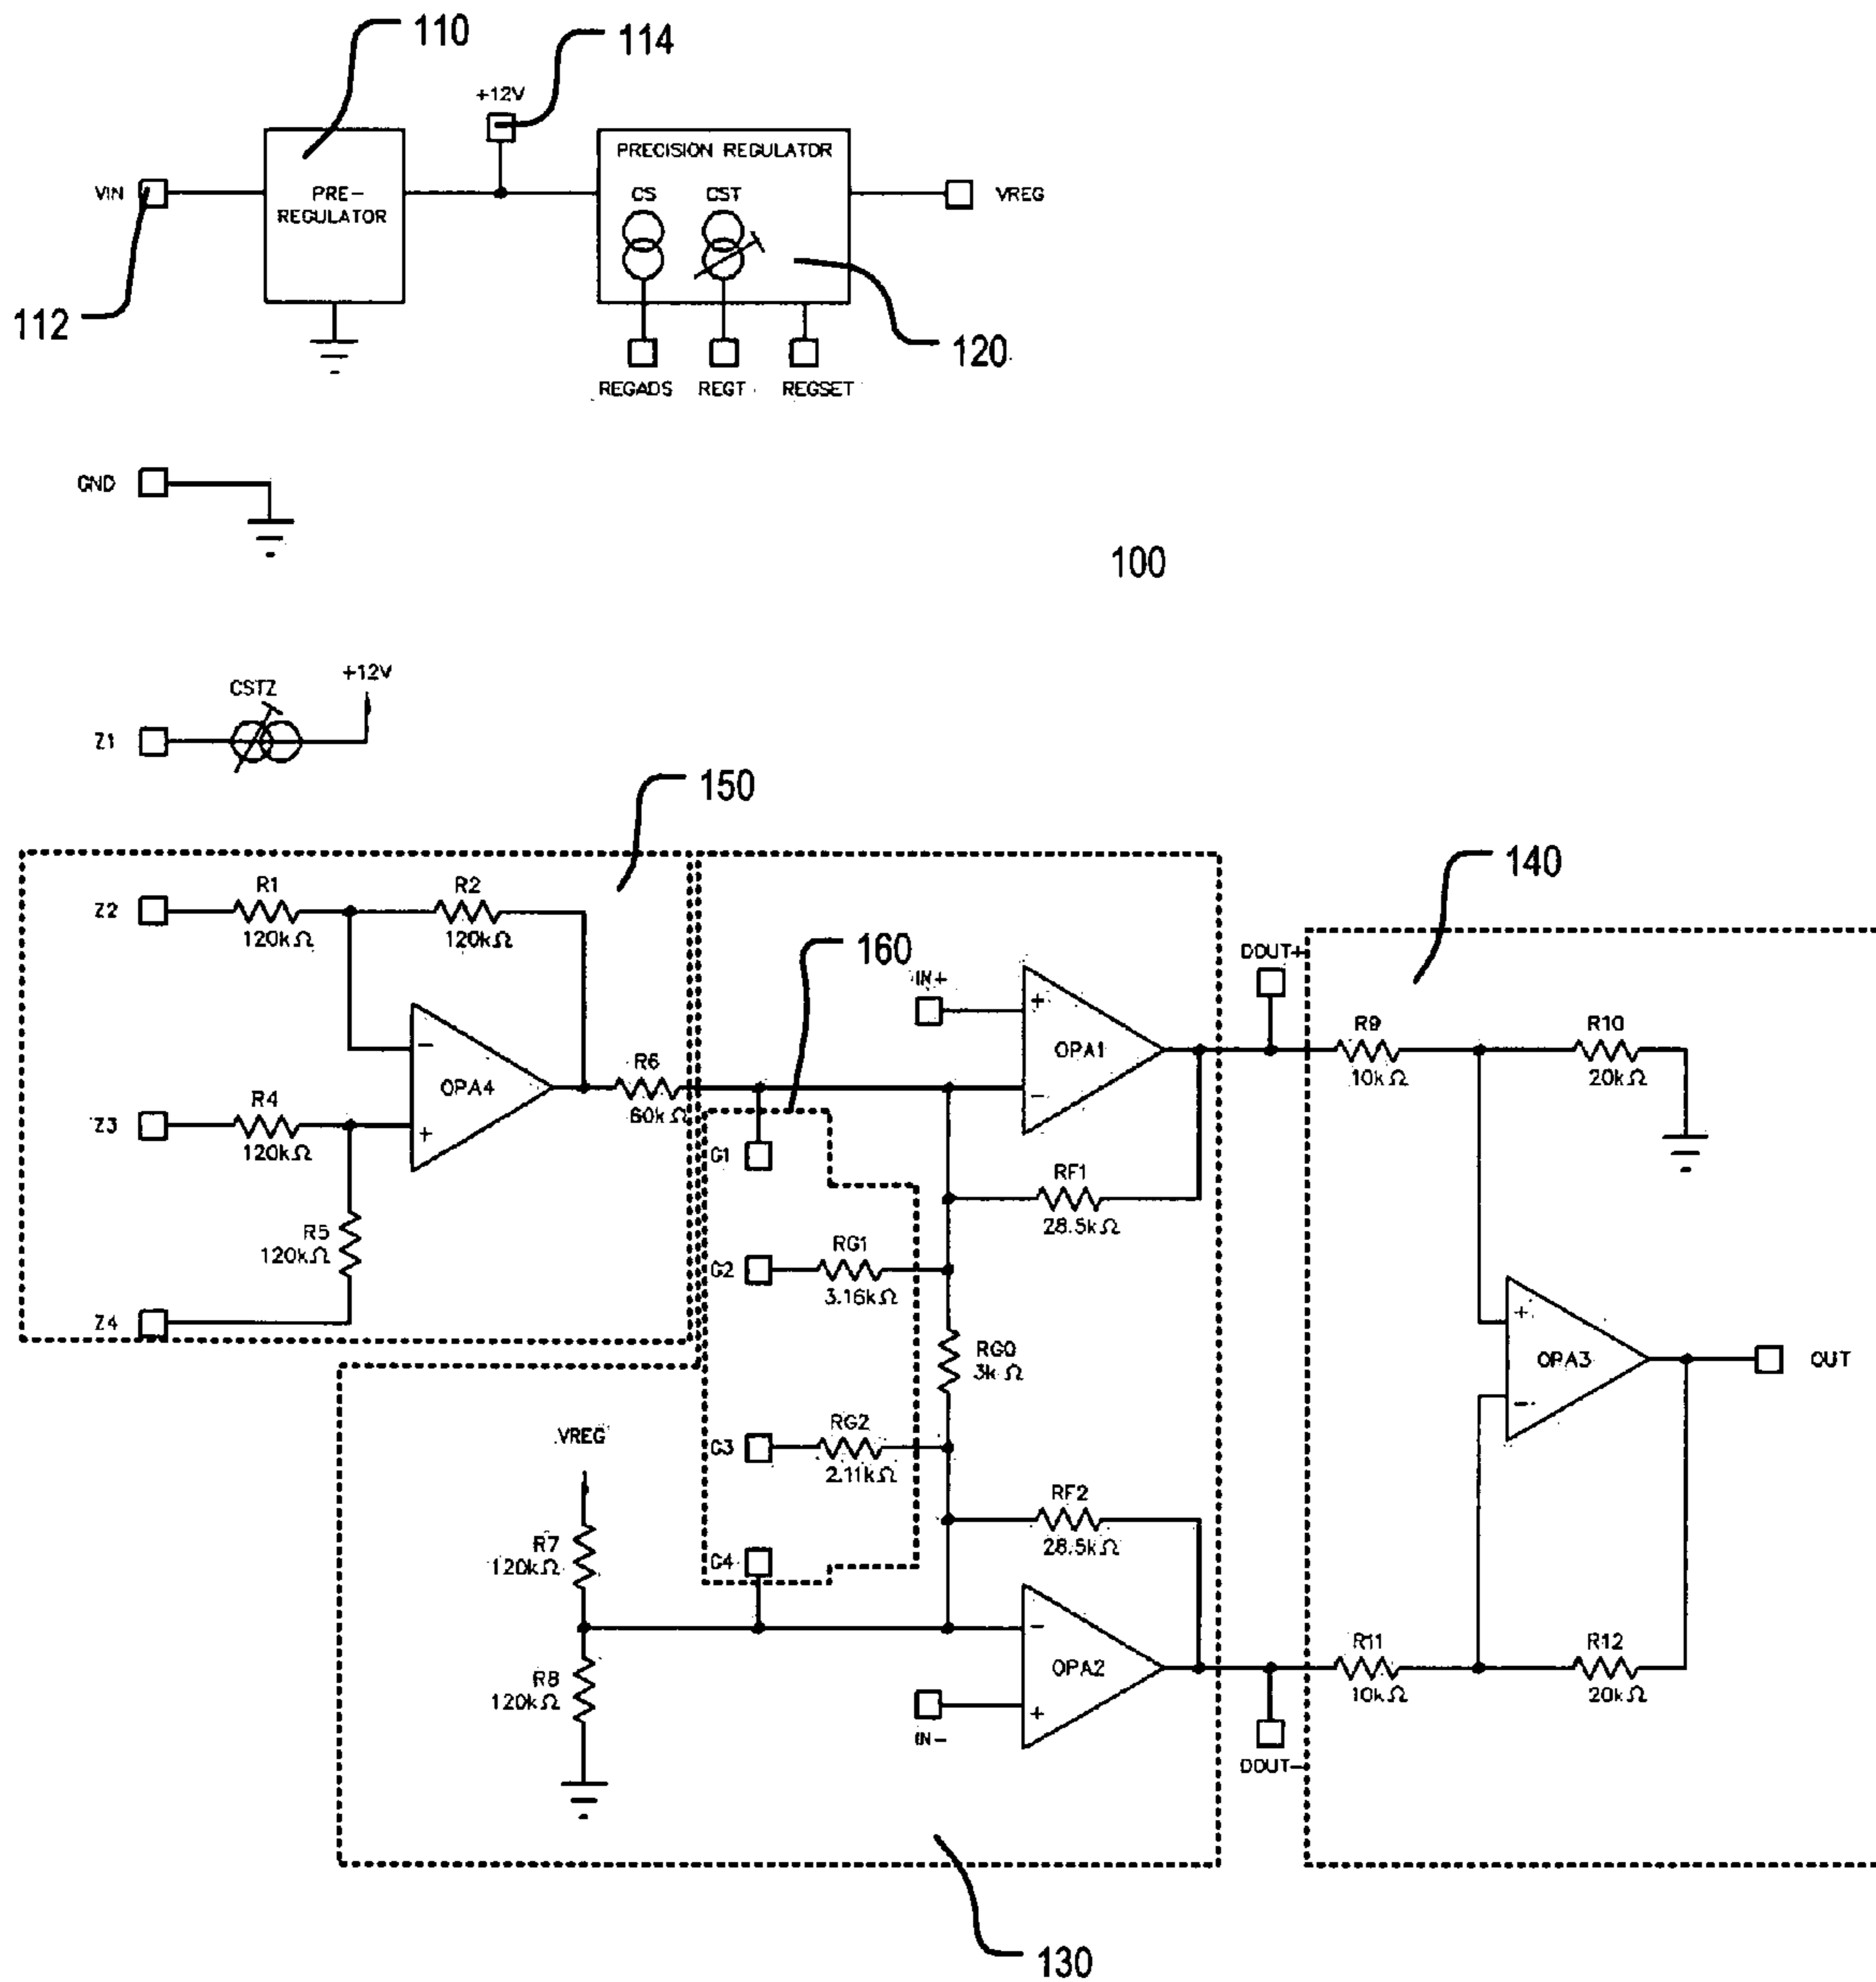 110
114
+12V
PRECISION REGULATOR
VIN
PRE-
REGULATOR
CS
CST
VREG
112
120
REGADS
REGT
REGSET
GND
100
CSTZ
+12V
Z1
150
140
Z2
R1
120kΩ
R2
120kΩ
160
IN+
DOUT+
R9
10kΩ
R10
20kΩ
+
OPA1
-
-
OPA4
+
R6
60kΩ
Z3
R4
120kΩ
G1
RF1
28.5kΩ
R5
120kΩ
G2
RG1
3.16kΩ
Z4
RG0
3kΩ
+
OPA3
-
OUT
VREG
G3
RG2
2.11kΩ
RF2
28.5kΩ
R7
120kΩ
G4
-
OPA2
+
R11
10kΩ
R12
20kΩ
R8
120kΩ
IN-
DOUT-
130